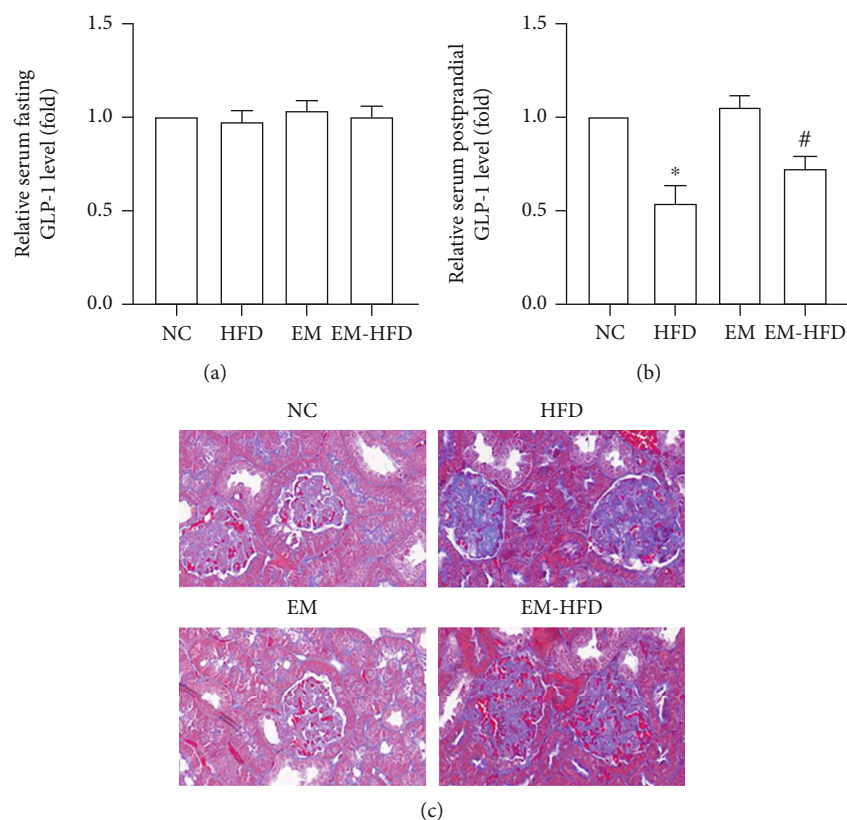 Relative serum fasting
GLP-1 level (fold)
1.5
1.0
0.5
0.0
NC HFD EM EM-HFD
(a)
Relative serum postprandial
GLP-1 level (fold)
1.5
1.0
0.5
0.0
*
#
NC HFD EM EM-HFD
(b)
NC HFD
EM EM-HFD
(c)